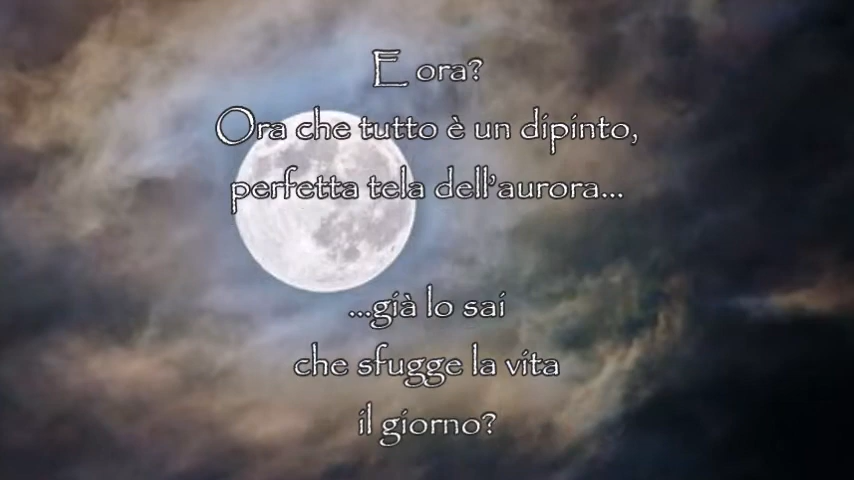 E ora?
Ora che tutto è un dipinto,
perfetta tela dell'aurora...
...già lo sai
che sfugge la vita
il giorno?